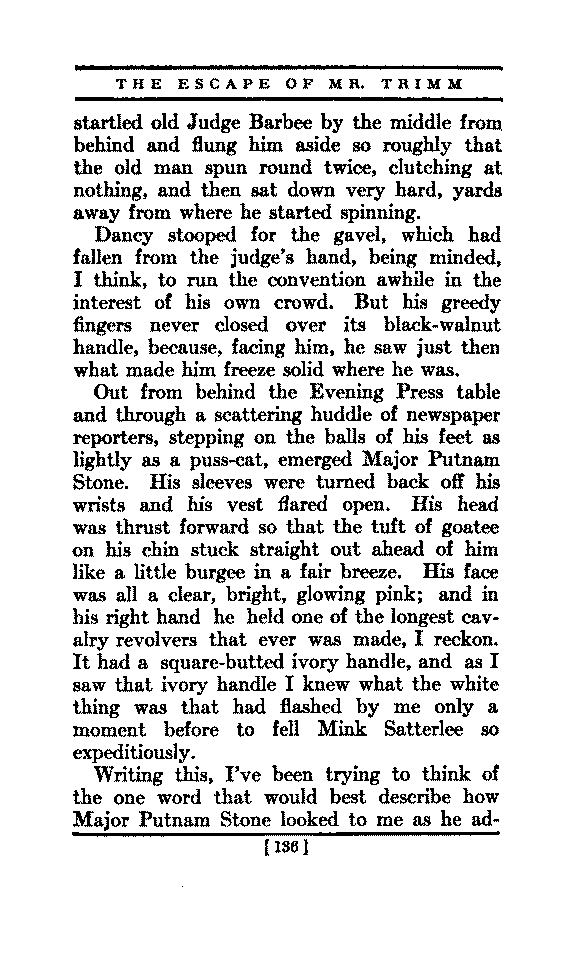 THE ESCAPE OF MR. TRIMM
startled old Judge Barbee by the middle from
behind and flung him aside so roughly that
the old man spun round twice, clutching at
nothing, and then sat down very hard, yards
away from where he started spinning.
Dancy stooped for the gavel, which had
fallen from the judge's hand, being minded,
I think, to run the convention awhile in the
interest of his own crowd. But his greedy
fingers never closed over its black-walnut
handle, because, facing him, he saw just then
what made him freeze solid where he was.
Out from behind the Evening Press table
and through a scattering huddle of newspaper
reporters, stepping on the balls of his feet as
lightly as a puss-cat, emerged Major Putnam
Stone. His sleeves were turned back off his
wrists and his vest flared open. His head
was thrust forward so that the tuft of goatee
on his chin stuck straight out ahead of him
like a little burgee in a fair breeze. His face
was all a clear, bright, glowing pink; and in
his right hand he held one of the longest cav-
alry revolvers that ever was made, I reckon.
It had a square-butted ivory handle, and as I
saw that ivory handle I knew what the white
thing was that had flashed by me only a
moment before to fell Mink Satterlee so
expeditiously.
Writing this, I've been trying to think of
the one word that would best describe how
Major Putnam Stone looked to me as he ad-
[136]